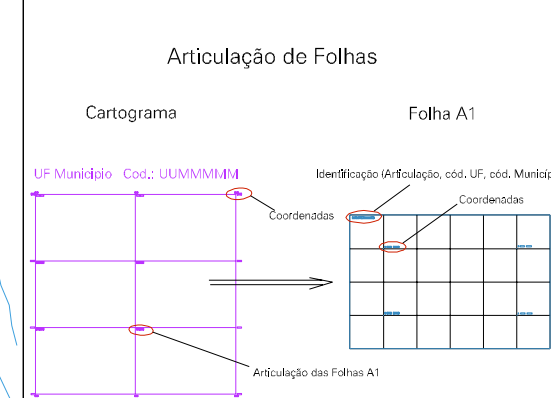 Articulação de Folhas
Cartograma
Folha A1
UF Municipio Cod.: UUMMMMM
Identificação (Articulação, cód. UF, cód. Municíp
Coordenadas
Coordenadas
Articulação das Folhas A1